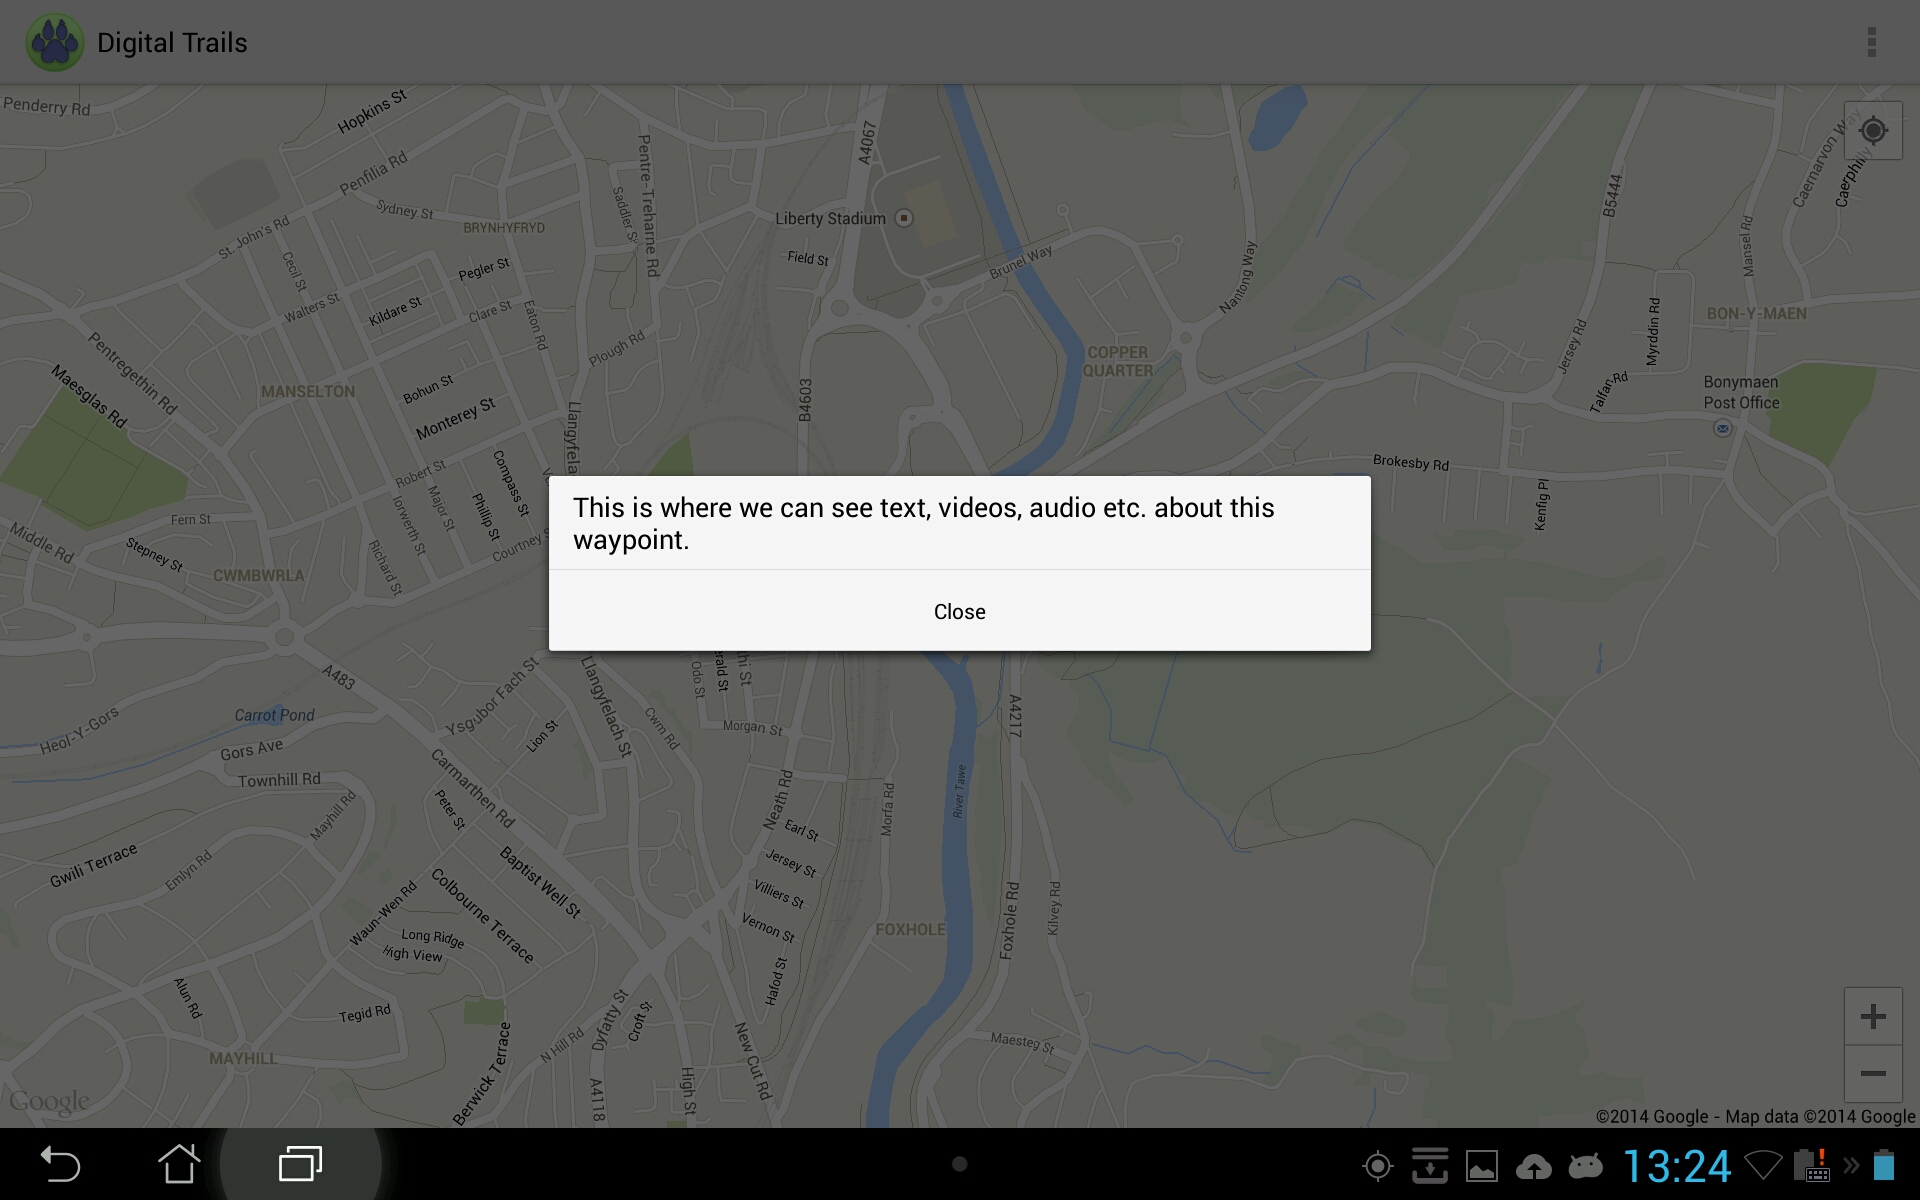 Digital Trails
Penderry Rd
Hopkins St
A4067
Caernarvon Way
Penfilia Rd
Pentre-Treharne Rd
Caerphilly
B5444
Saddler S
Sydney St
Liberty Stadium
St. John's Rd
BRYNHYFRYD
Mansel Rd
Field St
Brunel Way
Cecil St
Pegler St
Nantong Way
Walters St
Kildare St
Clare St
Eaton Rd
Myrddin Rd
BON-Y-MAEN
Plough Rd
Jersey Rd
COPPER
QUARTER
Pentregethin Rd
Maesglas Rd
MANSELTON
Bohun St
B4603
Talfan Rd
Bonymaen
Post Office
Monterey St
Llangyfela
Brokesby Rd
Robert St
Compass St
Major St
Iorwerth St
Phillip St
Kenfig Pl
Fern St
This is where we can see text, videos, audio etc. about this
waypoint.
Middle Rd
Stepney St
Courtney S
Richard St
CWMBWRLA
Close
A483
Llangyfelach St
Ysgubor Fach St
Odo St
erald St
thi St
A4217
Carrot Pond
Heol-Y-Gors
Lion St
Cwm Rd
Morgan St
Gors Ave
Townhill Rd
Carmarthen Rd
Neath Rd
River Tawe
Morfa Rd
Peter St
Mayhill Rd
Earl St
Gwili Terrace
Emlyn Rd
Jersey St
Baptist Well St
Colbourne Terrace
Villiers St
Waun-Wen Rd
Foxhole Rd
Kilvey Rd
Vernon St
FOXHOLE
Long Ridge
High View
Hafod St
Alun Rd
Tegid Rd
Dyfatty St
Croft St
N Hill Rd
New Cut Rd
Maesteg St
MAYHILL
Berwick Terrace
A4118
High St
Google
©2014 Google - Map data ©2014 Google
13:24